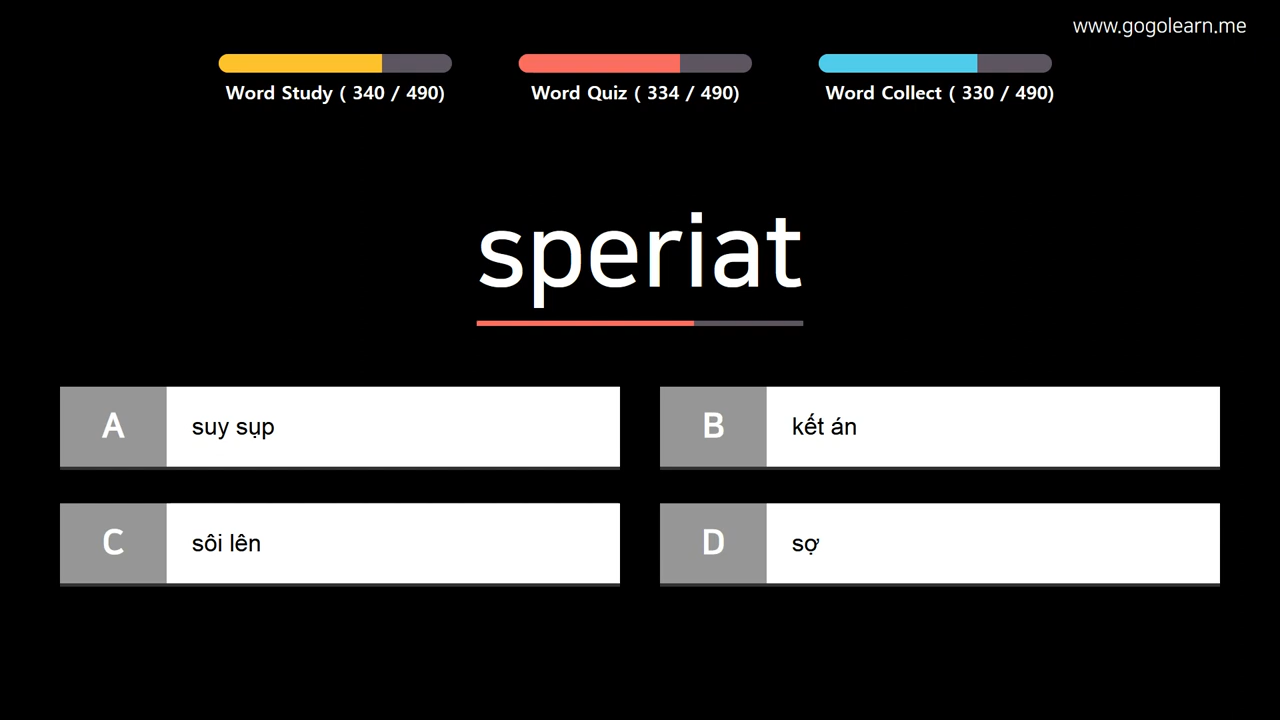 www.gogolearn.me
Word Study ( 340 / 490)
Word Quiz ( 334 / 490)
Word Collect ( 330 / 490)
speriat
A
suy sụp
B
kết án
C
sôi lên
D
sợ